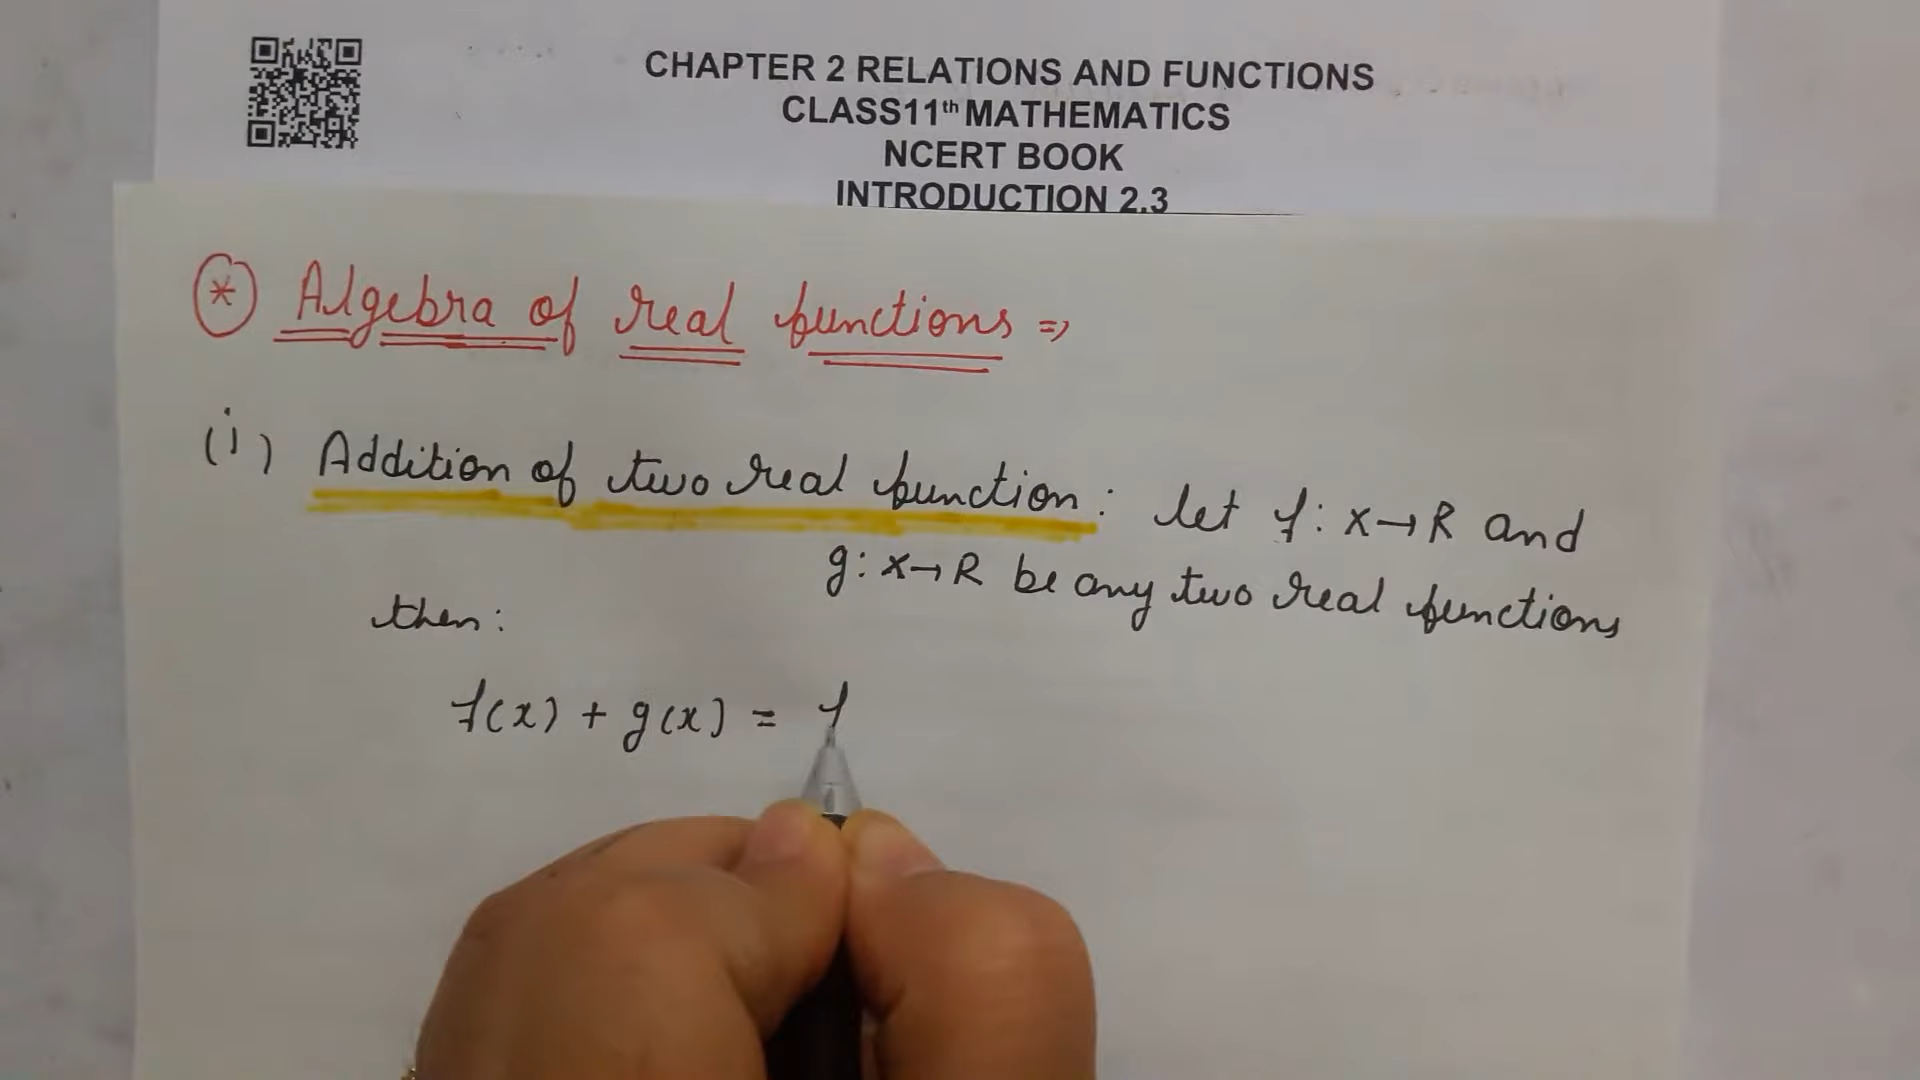 CHAPTER 2 RELATIONS AND FUNCTIONS
CLASS11th MATHEMATICS
NCERT BOOK
INTRODUCTION 2.3
* Algebra of real functions ⇒
(i) Addition of two real function: let f: X→R and
g: X→R be any two real functions
then:
f(x) + g(x) = f